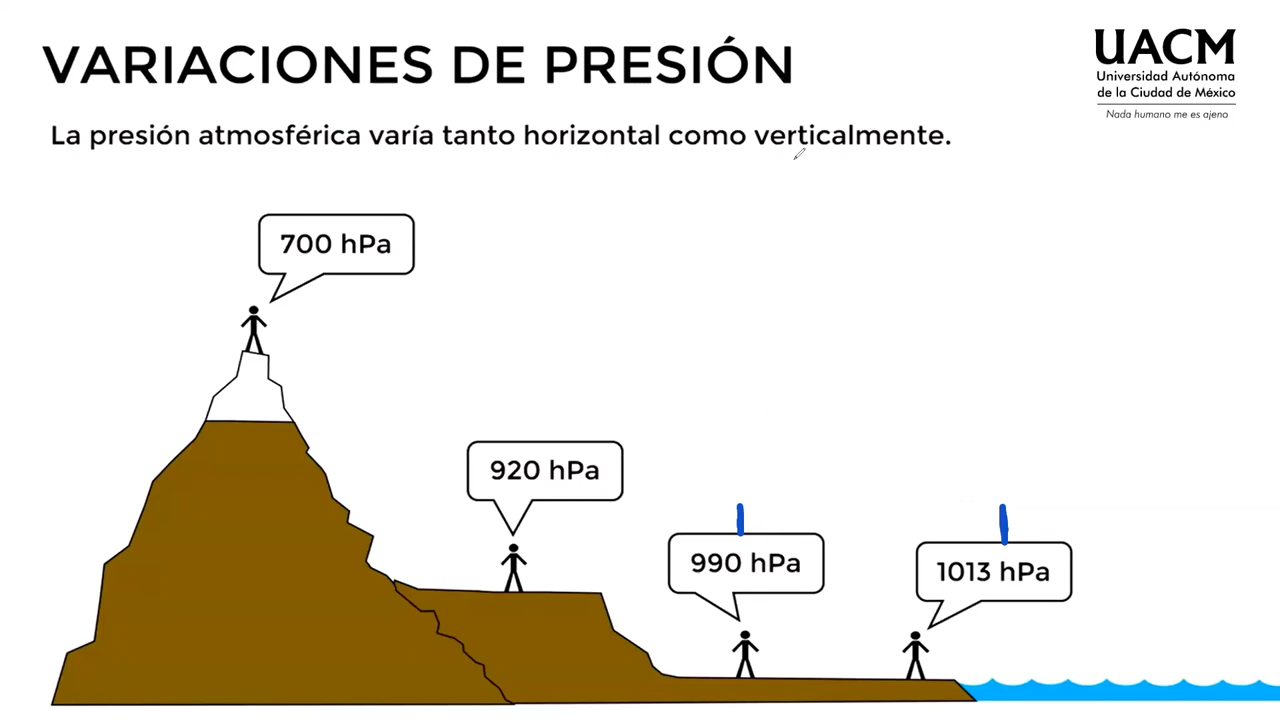 VARIACIONES DE PRESIÓN
UACM
Universidad Autónoma
de la Ciudad de México
Nada humano me es ajeno
La presión atmosférica varía tanto horizontal como verticalmente.
700 hPa
920 hPa
990 hPa
1013 hPa